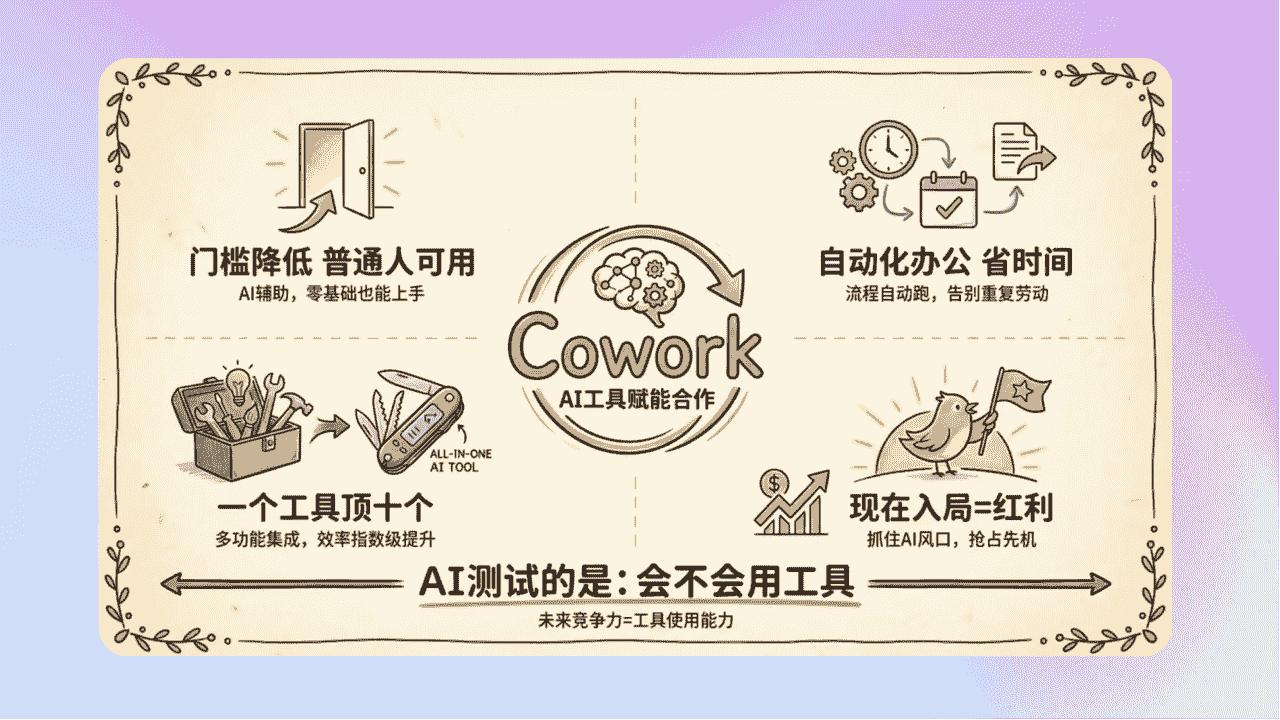 门槛降低 普通人可用
AI辅助，零基础也能上手
自动化办公 省时间
流程自动跑，告别重复劳动
Cowork
AI工具赋能合作
ALL-IN-ONE
AI TOOL
一个工具顶十个
多功能集成，效率指数级提升
$
现在入局=红利
抓住AI风口，抢占先机
AI测试的是：会不会用工具
未来竞争力=工具使用能力